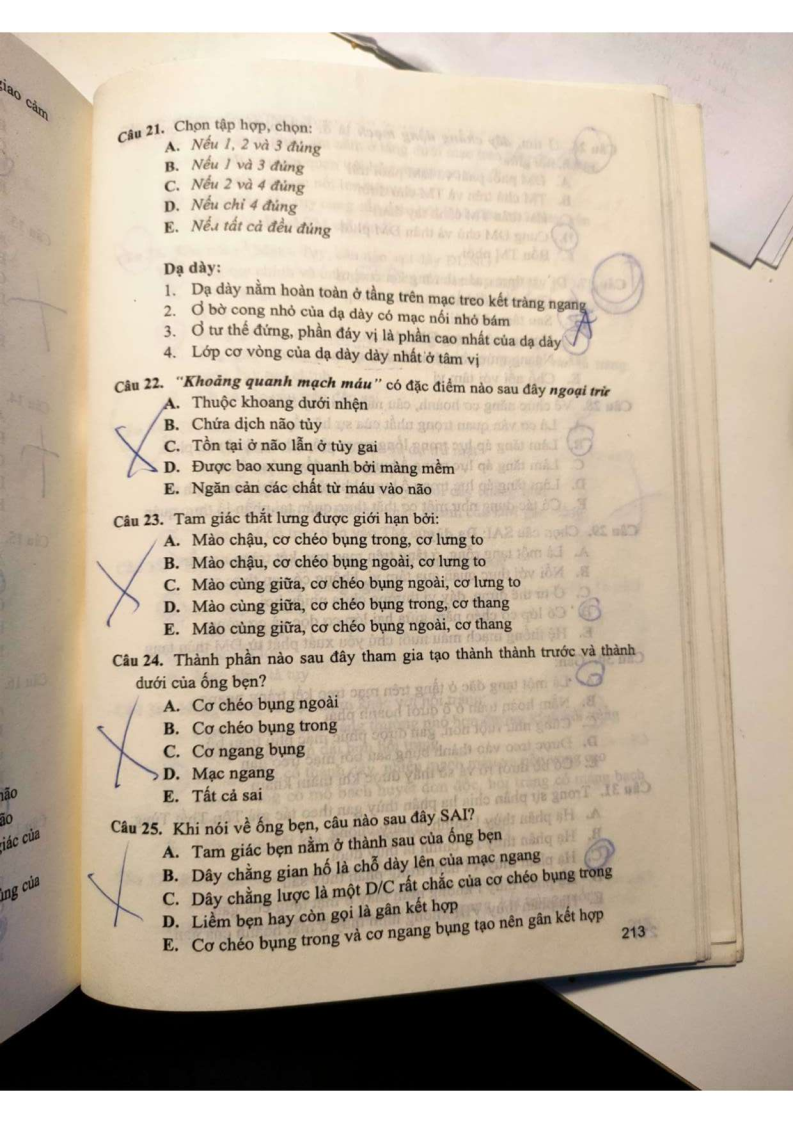 giao cảm
Câu 21. Chọn tập hợp, chọn:
A. Nếu 1, 2 và 3 đúng
B. Nếu 1 và 3 đúng
C. Nếu 2 và 4 đúng
D. Nếu chỉ 4 đúng
E. Nếu tất cả đều đúng
Dạ dày:
1. Dạ dày nằm hoàn toàn ở tầng trên mạc treo kết tràng ngang
2. Ở bờ cong nhỏ của dạ dày có mạc nối nhỏ bám
3. Ở tư thế đứng, phần đáy vị là phần cao nhất của dạ dày
4. Lớp cơ vòng của dạ dày dày nhất ở tâm vị
A
Câu 22. "Khoảng quanh mạch máu" có đặc điểm nào sau đây ngoại trừ
A. Thuộc khoang dưới nhện
B. Chứa dịch não tủy
C. Tồn tại ở não lẫn ở tủy gai
D. Được bao xung quanh bởi màng mềm
E. Ngăn cản các chất từ máu vào não
Câu 23. Tam giác thắt lưng được giới hạn bởi:
A. Mào chậu, cơ chéo bụng trong, cơ lưng to
B. Mào chậu, cơ chéo bụng ngoài, cơ lưng to
C. Mào cùng giữa, cơ chéo bụng ngoài, cơ lưng to
D. Mào cùng giữa, cơ chéo bụng trong, cơ thang
E. Mào cùng giữa, cơ chéo bụng ngoài, cơ thang
Câu 24. Thành phần nào sau đây tham gia tạo thành thành trước và thành
dưới của ống bẹn?
A. Cơ chéo bụng ngoài
B. Cơ chéo bụng trong
C. Cơ ngang bụng
D. Mạc ngang
E. Tất cả sai
Câu 25. Khi nói về ống bẹn, câu nào sau đây SAI?
A. Tam giác bẹn nằm ở thành sau của ống bẹn
B. Dây chằng gian hố là chỗ dày lên của mạc ngang
C. Dây chằng lược là một D/C rất chắc của cơ chéo bụng trong
D. Liềm bẹn hay còn gọi là gân kết hợp
E. Cơ chéo bụng trong và cơ ngang bụng tạo nên gân kết hợp
213
não
ão
giác của
ủng của